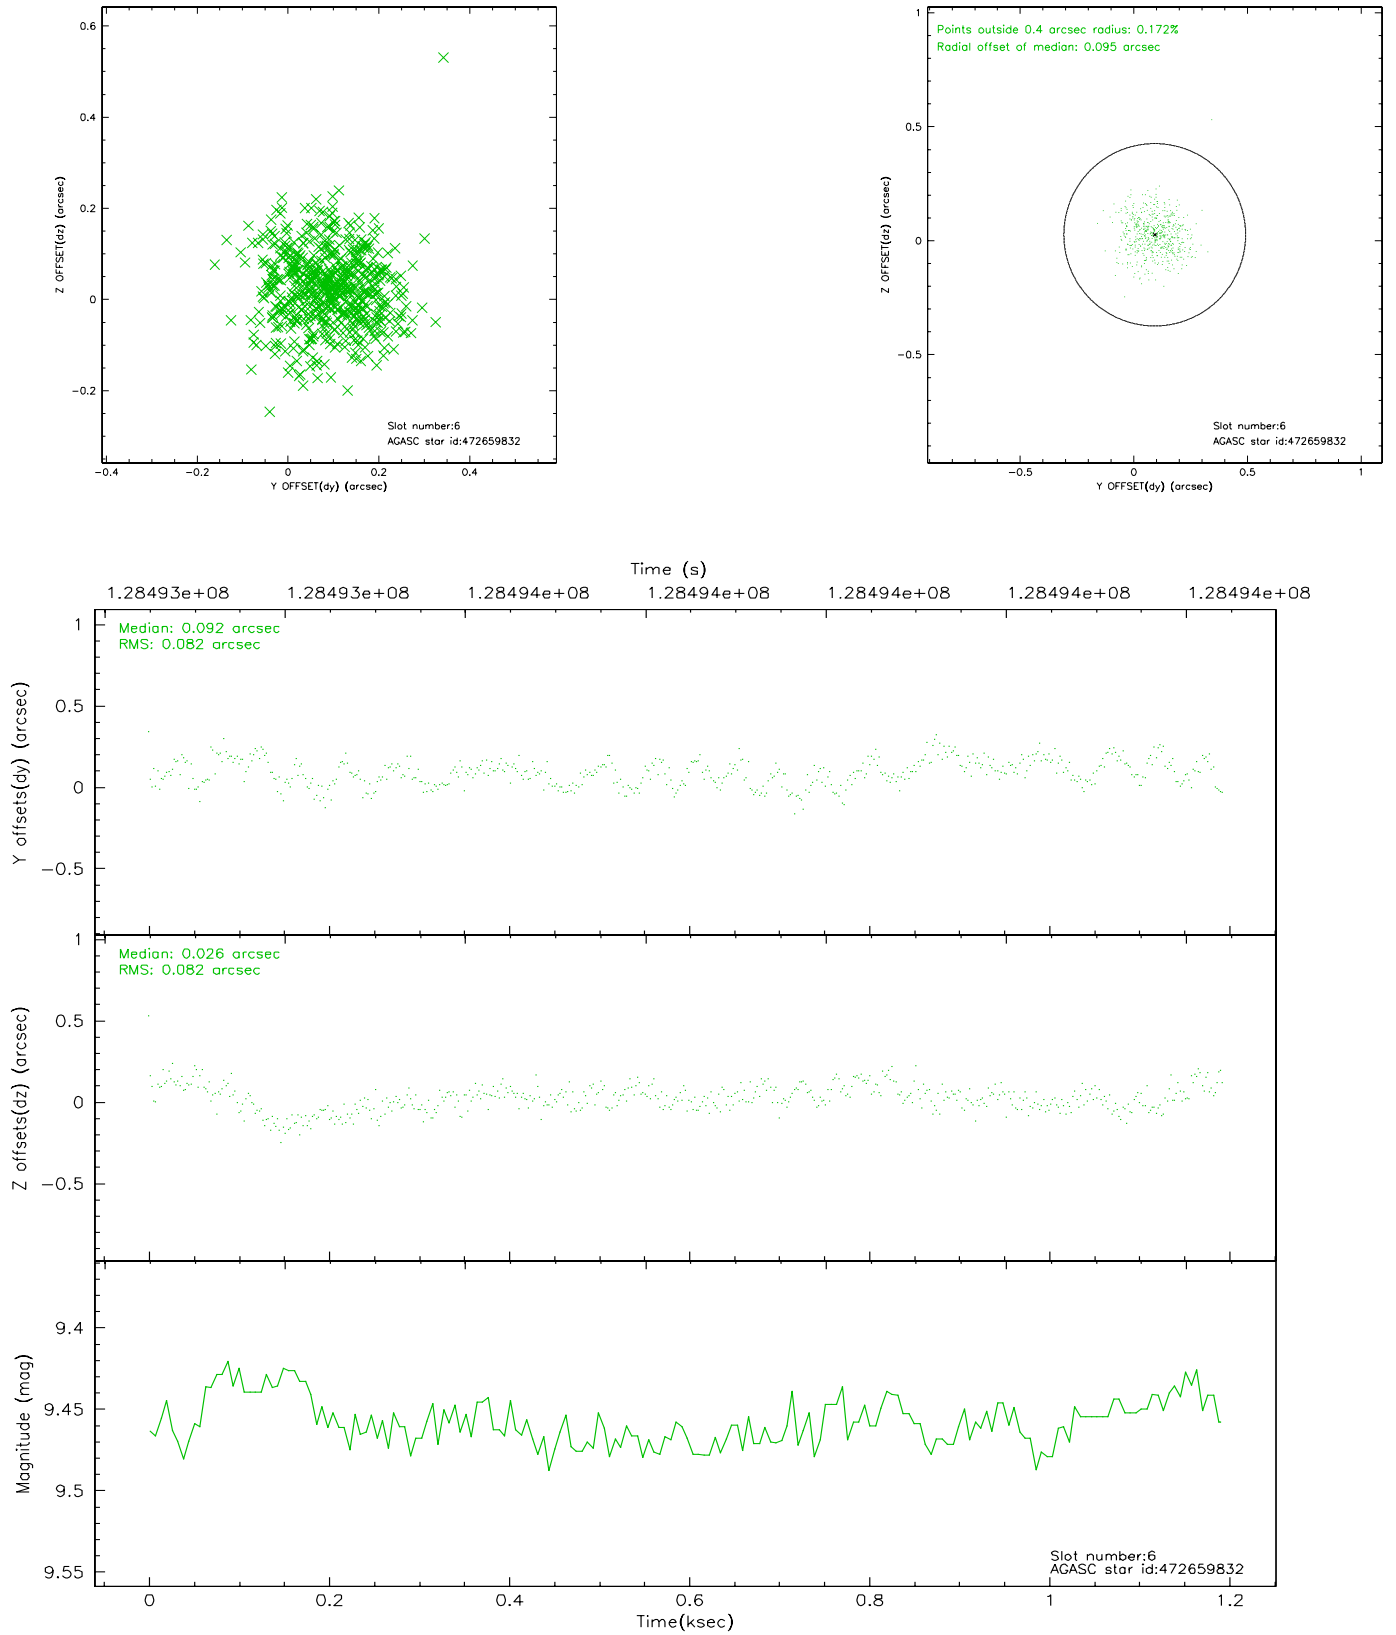 0.6
0.4
0.2
0
−0.2
Z OFFSET(dz) (arcsec)
Slot number:6
AGASC star id:472659832
−0.4 −0.2 0 0.2 0.4
Y OFFSET(dy) (arcsec)
Points outside 0.4 arcsec radius: 0.172%
Radial offset of median: 0.095 arcsec
1
0.5
0
−0.5
Z OFFSET(dz) (arcsec)
Slot number:6
AGASC star id:472659832
−0.5 0 0.5 1
Y OFFSET(dy) (arcsec)
Time (s)
1.28493e+08 1.28493e+08 1.28494e+08 1.28494e+08 1.28494e+08 1.28494e+08 1.28494e+08
Median: 0.092 arcsec
RMS: 0.082 arcsec
1
0.5
0
−0.5
Y offsets(dy) (arcsec)
Median: 0.026 arcsec
RMS: 0.082 arcsec
1
0.5
0
−0.5
Z offsets(dz) (arcsec)
9.4
9.45
9.5
9.55
Magnitude (mag)
Slot number:6
AGASC star id:472659832
0 0.2 0.4 0.6 0.8 1 1.2
Time(ksec)